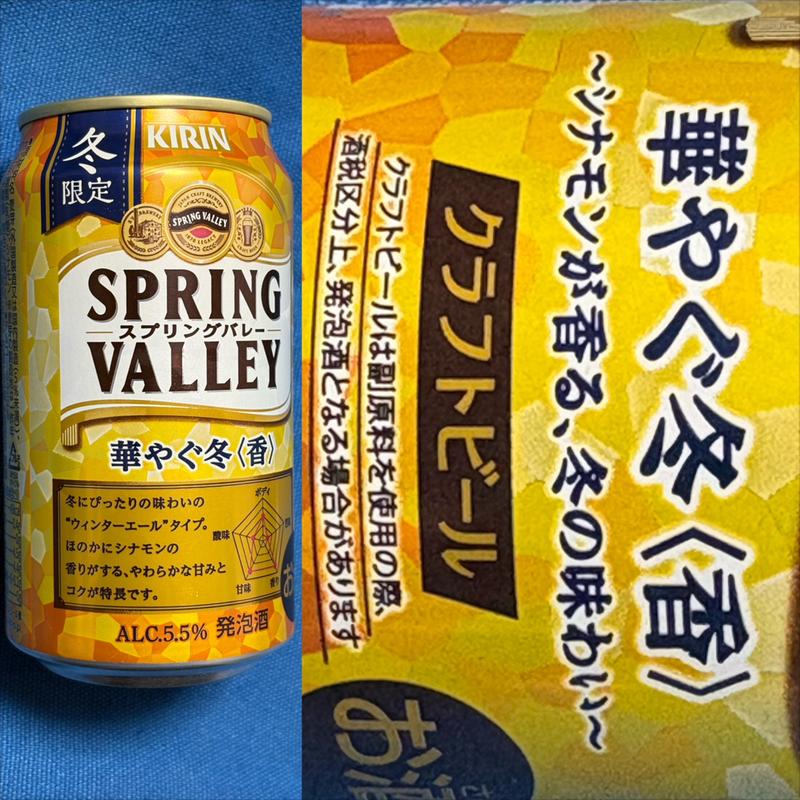 冬
限定
KIRIN
SPRING VALLEY
SPRING
スプリングバレー
VALLEY
華やぐ冬〈香〉
冬にぴったりの味わいの
"ウィンターエール"タイプ。
ほのかにシナモンの
香りがする、やわらかな甘みと
コクが特長です。
ボディ
酸味
甘味
香り
ALC.5.5% 発泡酒
お
華やぐ冬〈香〉
~シナモンが香る、冬の味わい~
クラフトビール
クラフトビールは副原料を使用の際、
酒税区分上、発泡酒となる場合があります
お酒